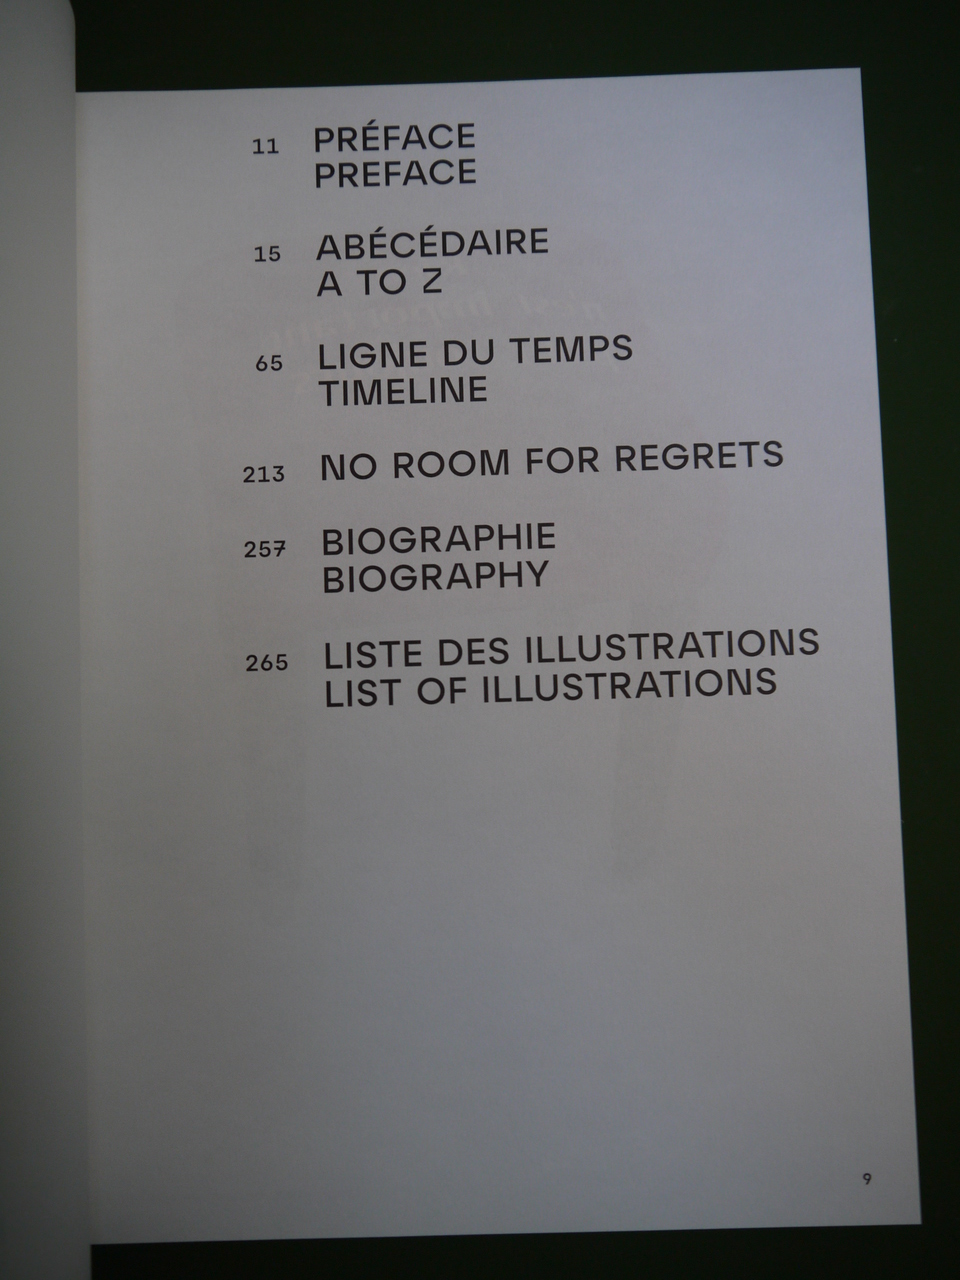 11 PRÉFACE
PREFACE
15 ABÉCÉDAIRE
A TO Z
65 LIGNE DU TEMPS
TIMELINE
213 NO ROOM FOR REGRETS
257 BIOGRAPHIE
BIOGRAPHY
265 LISTE DES ILLUSTRATIONS
LIST OF ILLUSTRATIONS
9